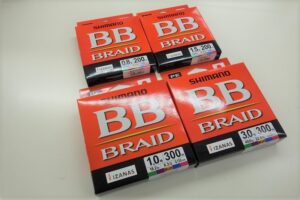 SHIMANO
BB
BRAID
0.8 200
SHIMANO
BB
BRAID
1.5 200
SHIMANO
BB
BRAID
1.0 300
IZANAS
SHIMANO
BB
BRAID
3.0 300
IZANAS